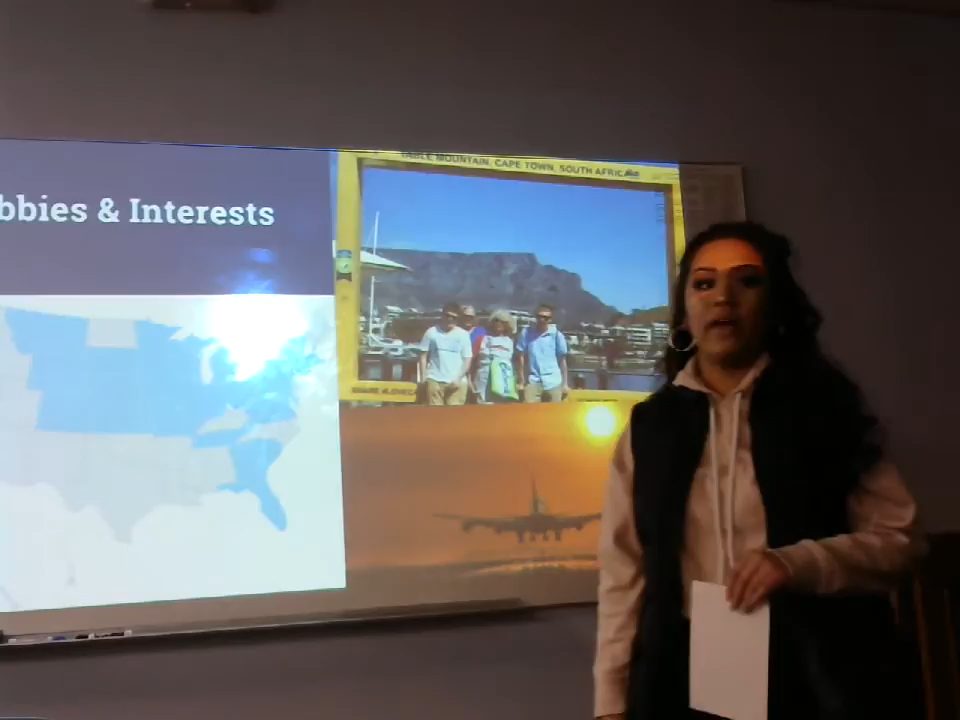 bbies & Interests
TABLE MOUNTAIN, CAPE TOWN, SOUTH AFRICA